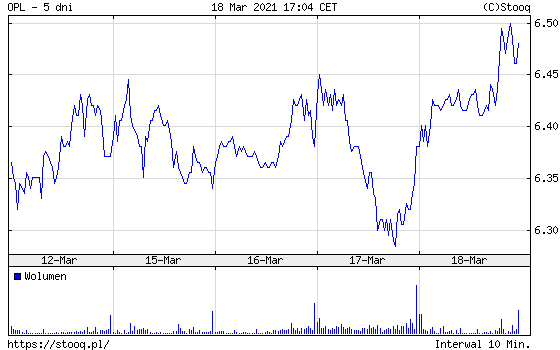 OPL - 5 dni 18 Mar 2021 17:04 CET (C)Stooq
6.50
6.45
6.40
6.35
6.30
12-Mar 15-Mar 16-Mar 17-Mar 18-Mar
Wolumen
https://stooq.pl/ Interwal 10 Min.